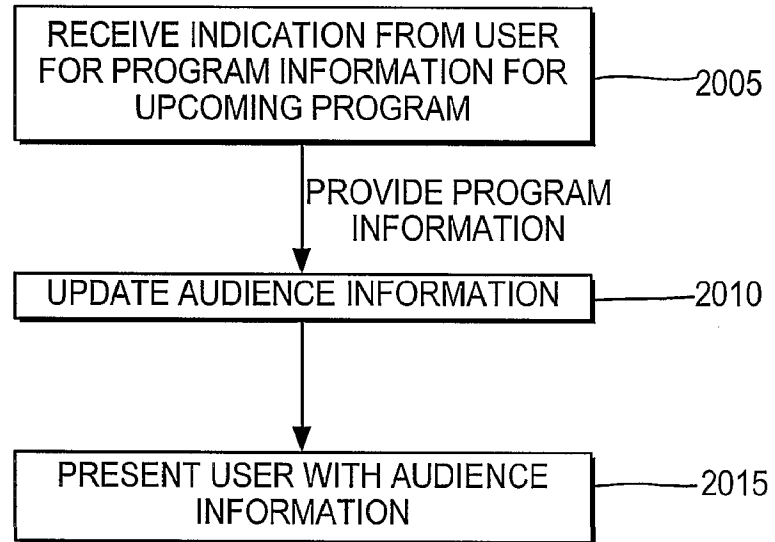 RECEIVE INDICATION FROM USER
FOR PROGRAM INFORMATION FOR
UPCOMING PROGRAM
2005
PROVIDE PROGRAM
INFORMATION
UPDATE AUDIENCE INFORMATION
2010
PRESENT USER WITH AUDIENCE
INFORMATION
2015